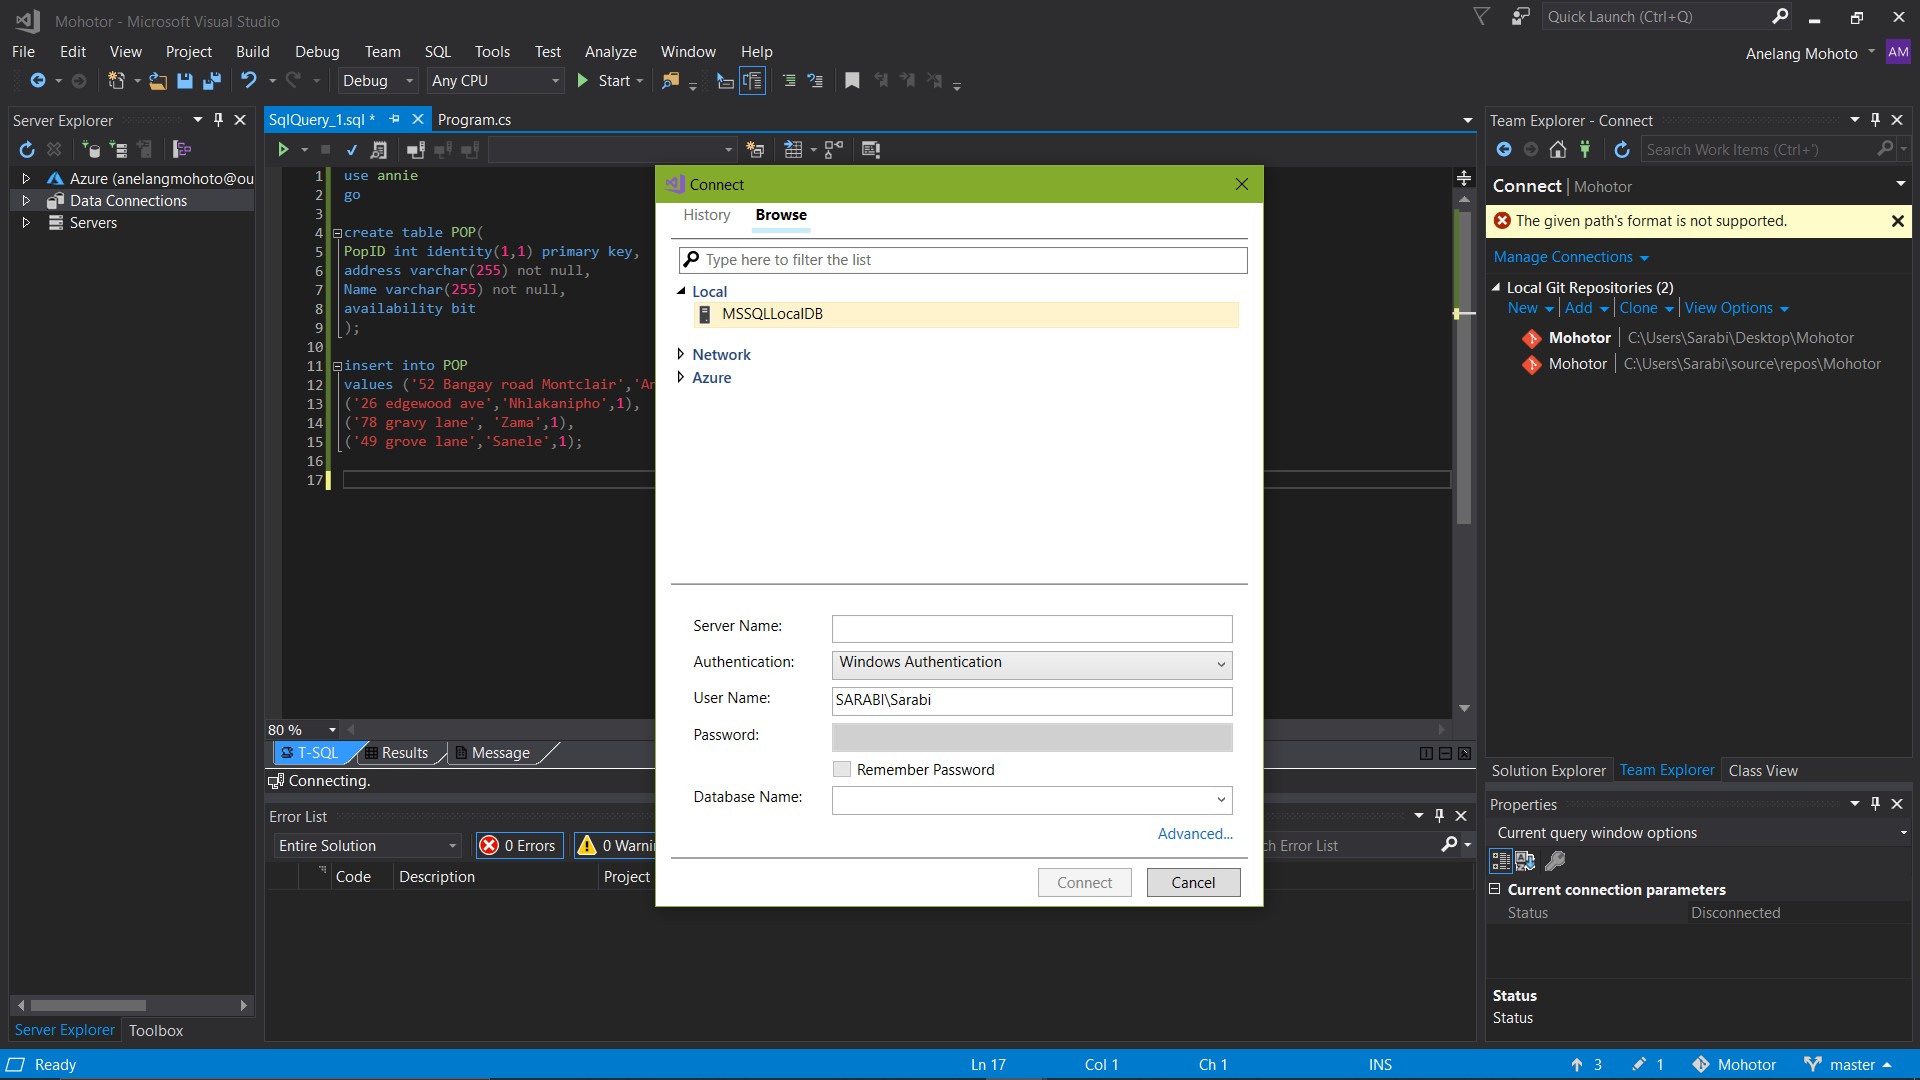 Mohotor - Microsoft Visual Studio
Quick Launch (Ctrl+Q)
File Edit View Project Build Debug Team SQL Tools Test Analyze Window Help
Anelang Mohoto AM
Debug Any CPU Start
Server Explorer
Azure (anelangmohoto@ou
Data Connections
Servers
SqlQuery_1.sql * Program.cs
1 use annie
2 go
3
4 create table POP(
5 PopID int identity(1,1) primary key,
6 address varchar(255) not null,
7 Name varchar(255) not null,
8 availability bit
9 );
10
11 insert into POP
12 values ('52 Bangay road Montclair','An
13 ('26 edgewood ave','Nhlakanipho',1),
14 ('78 gravy lane', 'Zama',1),
15 ('49 grove lane','Sanele',1);
16
17
80 %
T-SQL Results Message
Connecting.
Error List
Entire Solution 0 Errors 0 Warni ch Error List
Code Description Project
Connect
History Browse
Type here to filter the list
Local
MSSQLLocalDB
Network
Azure
Server Name:
Authentication: Windows Authentication
User Name: SARABI\Sarabi
Password:
Remember Password
Database Name:
Advanced...
Connect Cancel
Team Explorer - Connect
Search Work Items (Ctrl+')
Connect | Mohotor
The given path's format is not supported.
Manage Connections
Local Git Repositories (2)
New Add Clone View Options
Mohotor C:\Users\Sarabi\Desktop\Mohotor
Mohotor C:\Users\Sarabi\source\repos\Mohotor
Solution Explorer Team Explorer Class View
Properties
Current query window options
Current connection parameters
Status Disconnected
Status
Status
Server Explorer Toolbox
Ready Ln 17 Col 1 Ch 1 INS 3 1 Mohotor master